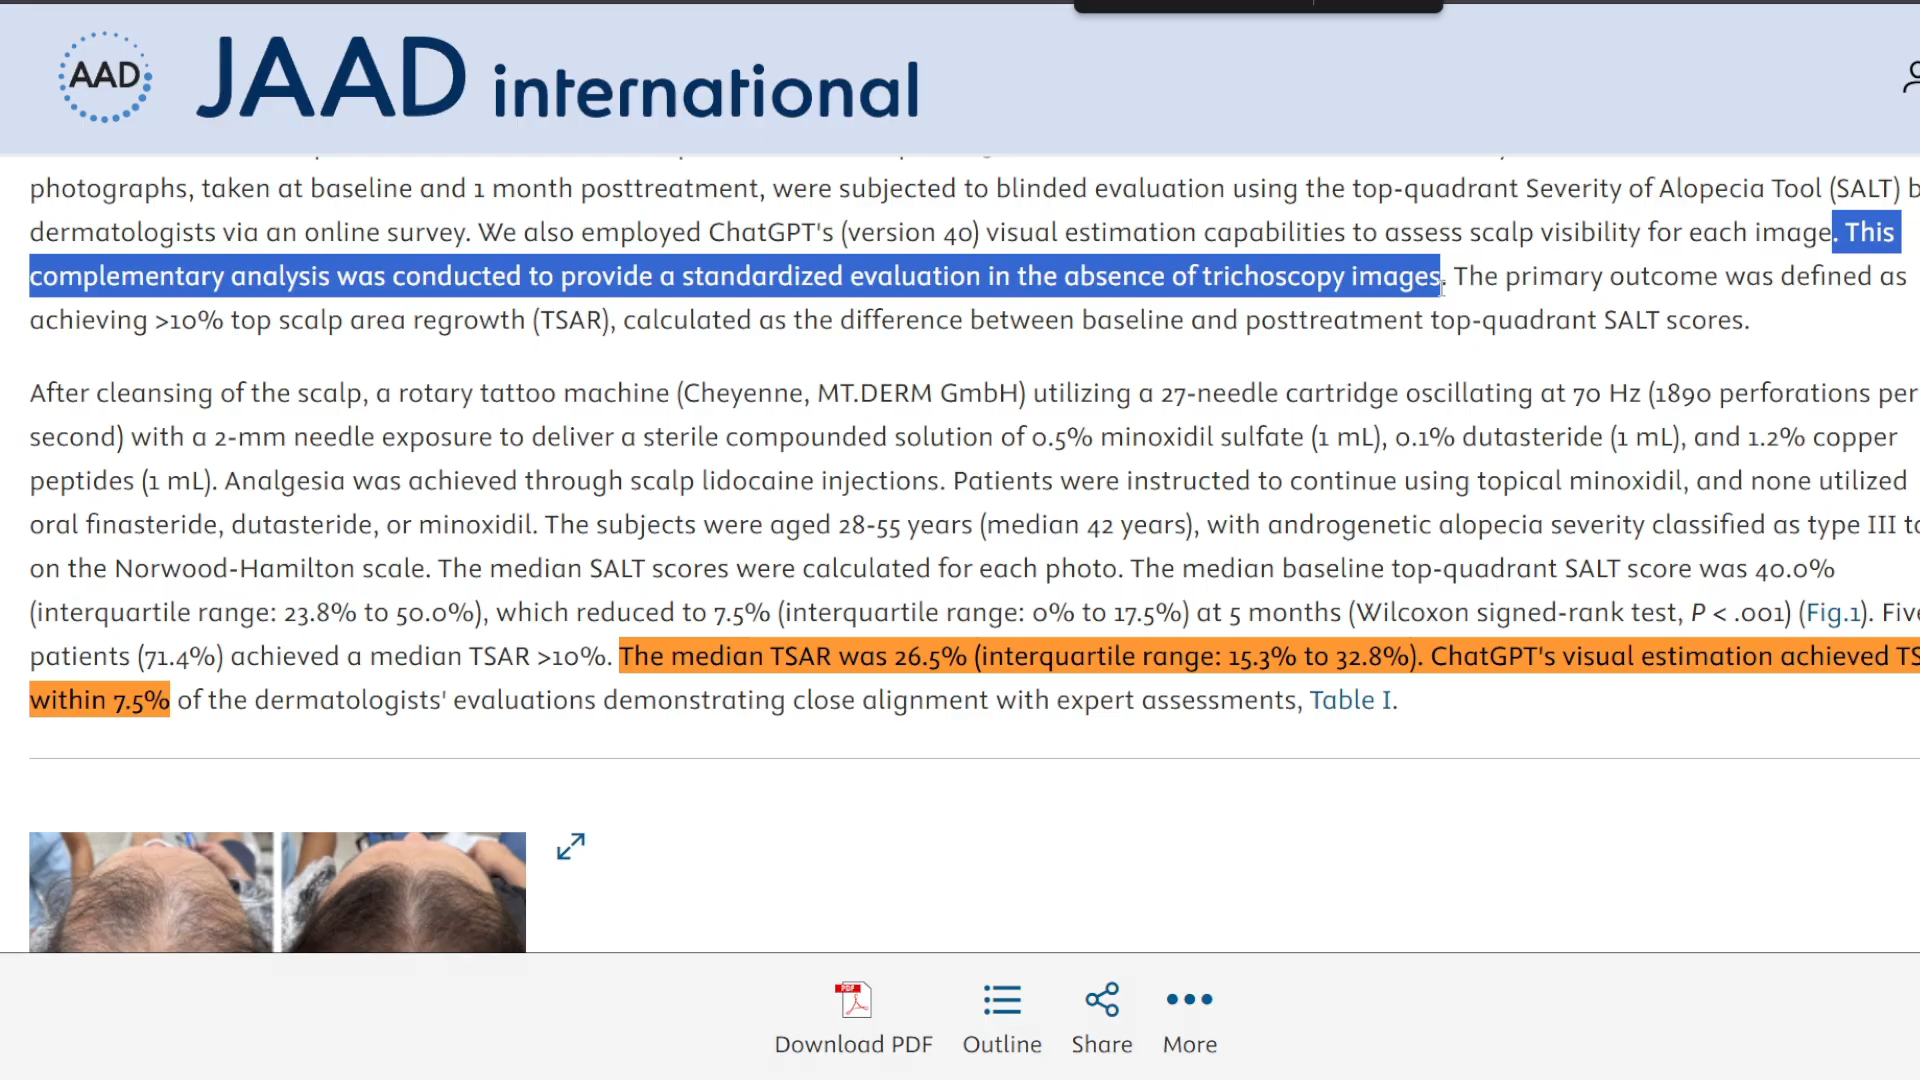 AAD JAAD international
photographs, taken at baseline and 1 month posttreatment, were subjected to blinded evaluation using the top-quadrant Severity of Alopecia Tool (SALT) b
dermatologists via an online survey. We also employed ChatGPT's (version 4o) visual estimation capabilities to assess scalp visibility for each image. This
complementary analysis was conducted to provide a standardized evaluation in the absence of trichoscopy images. The primary outcome was defined as
achieving >10% top scalp area regrowth (TSAR), calculated as the difference between baseline and posttreatment top-quadrant SALT scores.
After cleansing of the scalp, a rotary tattoo machine (Cheyenne, MT.DERM GmbH) utilizing a 27-needle cartridge oscillating at 70 Hz (1890 perforations per
second) with a 2-mm needle exposure to deliver a sterile compounded solution of 0.5% minoxidil sulfate (1 mL), 0.1% dutasteride (1 mL), and 1.2% copper
peptides (1 mL). Analgesia was achieved through scalp lidocaine injections. Patients were instructed to continue using topical minoxidil, and none utilized
oral finasteride, dutasteride, or minoxidil. The subjects were aged 28-55 years (median 42 years), with androgenetic alopecia severity classified as type III to
on the Norwood-Hamilton scale. The median SALT scores were calculated for each photo. The median baseline top-quadrant SALT score was 40.0%
(interquartile range: 23.8% to 50.0%), which reduced to 7.5% (interquartile range: 0% to 17.5%) at 5 months (Wilcoxon signed-rank test, P < .001) (Fig.1). Five
patients (71.4%) achieved a median TSAR >10%. The median TSAR was 26.5% (interquartile range: 15.3% to 32.8%). ChatGPT's visual estimation achieved TS
within 7.5% of the dermatologists' evaluations demonstrating close alignment with expert assessments, Table I.
Download PDF Outline Share More